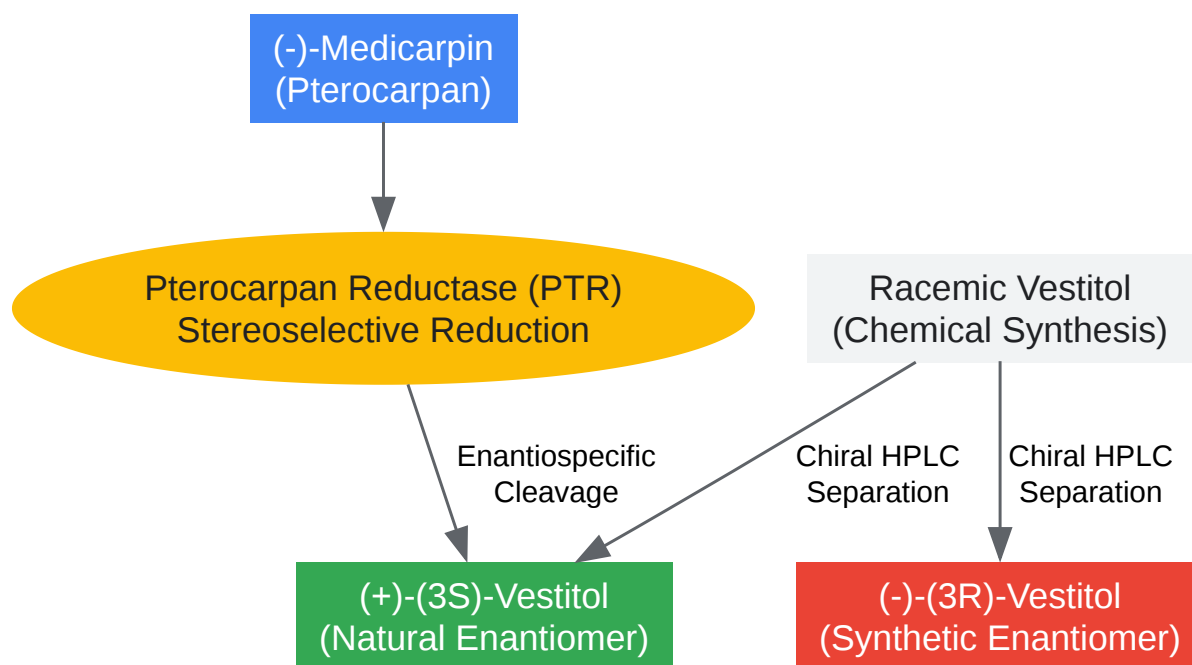 (-)-Medicarpin
(Pterocarpan)
Pterocarpan Reductase (PTR)
Stereoselective Reduction
Racemic Vestitol
(Chemical Synthesis)
Enantiospecific
Cleavage
Chiral HPLC
Separation
Chiral HPLC
Separation
(+)-(3S)-Vestitol
(Natural Enantiomer)
(-)-(3R)-Vestitol
(Synthetic Enantiomer)